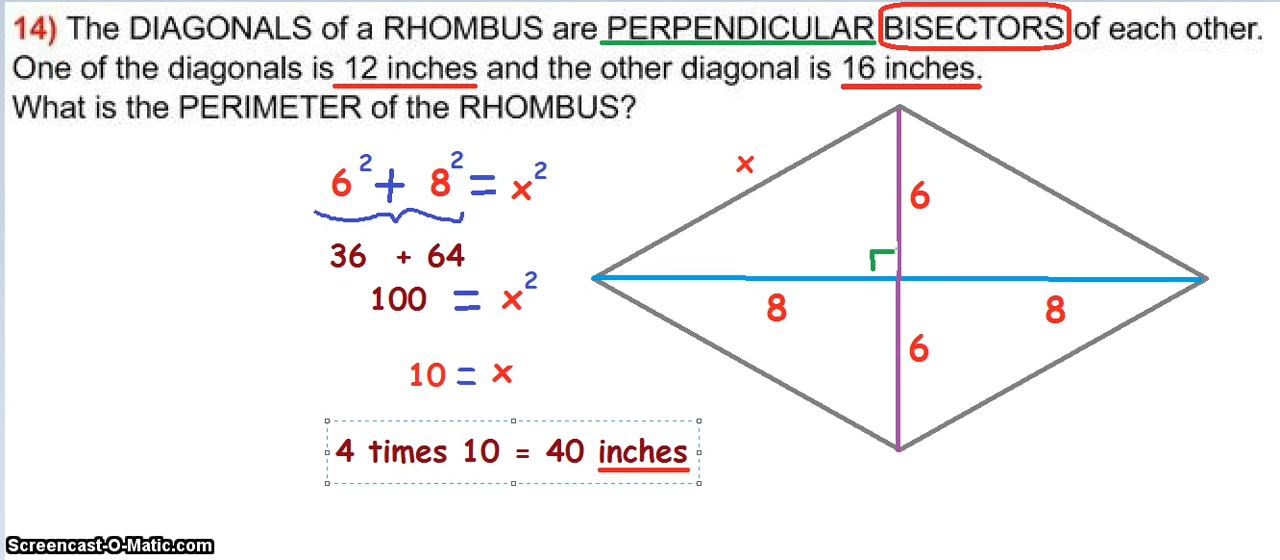 14) The DIAGONALS of a RHOMBUS are PERPENDICULAR BISECTORS of each other.
One of the diagonals is 12 inches and the other diagonal is 16 inches.
What is the PERIMETER of the RHOMBUS?
6² + 8² = x²
36 + 64
100 = x²
10 = x
4 times 10 = 40 inches
x
6
8
8
6
Screencast-O-Matic.com